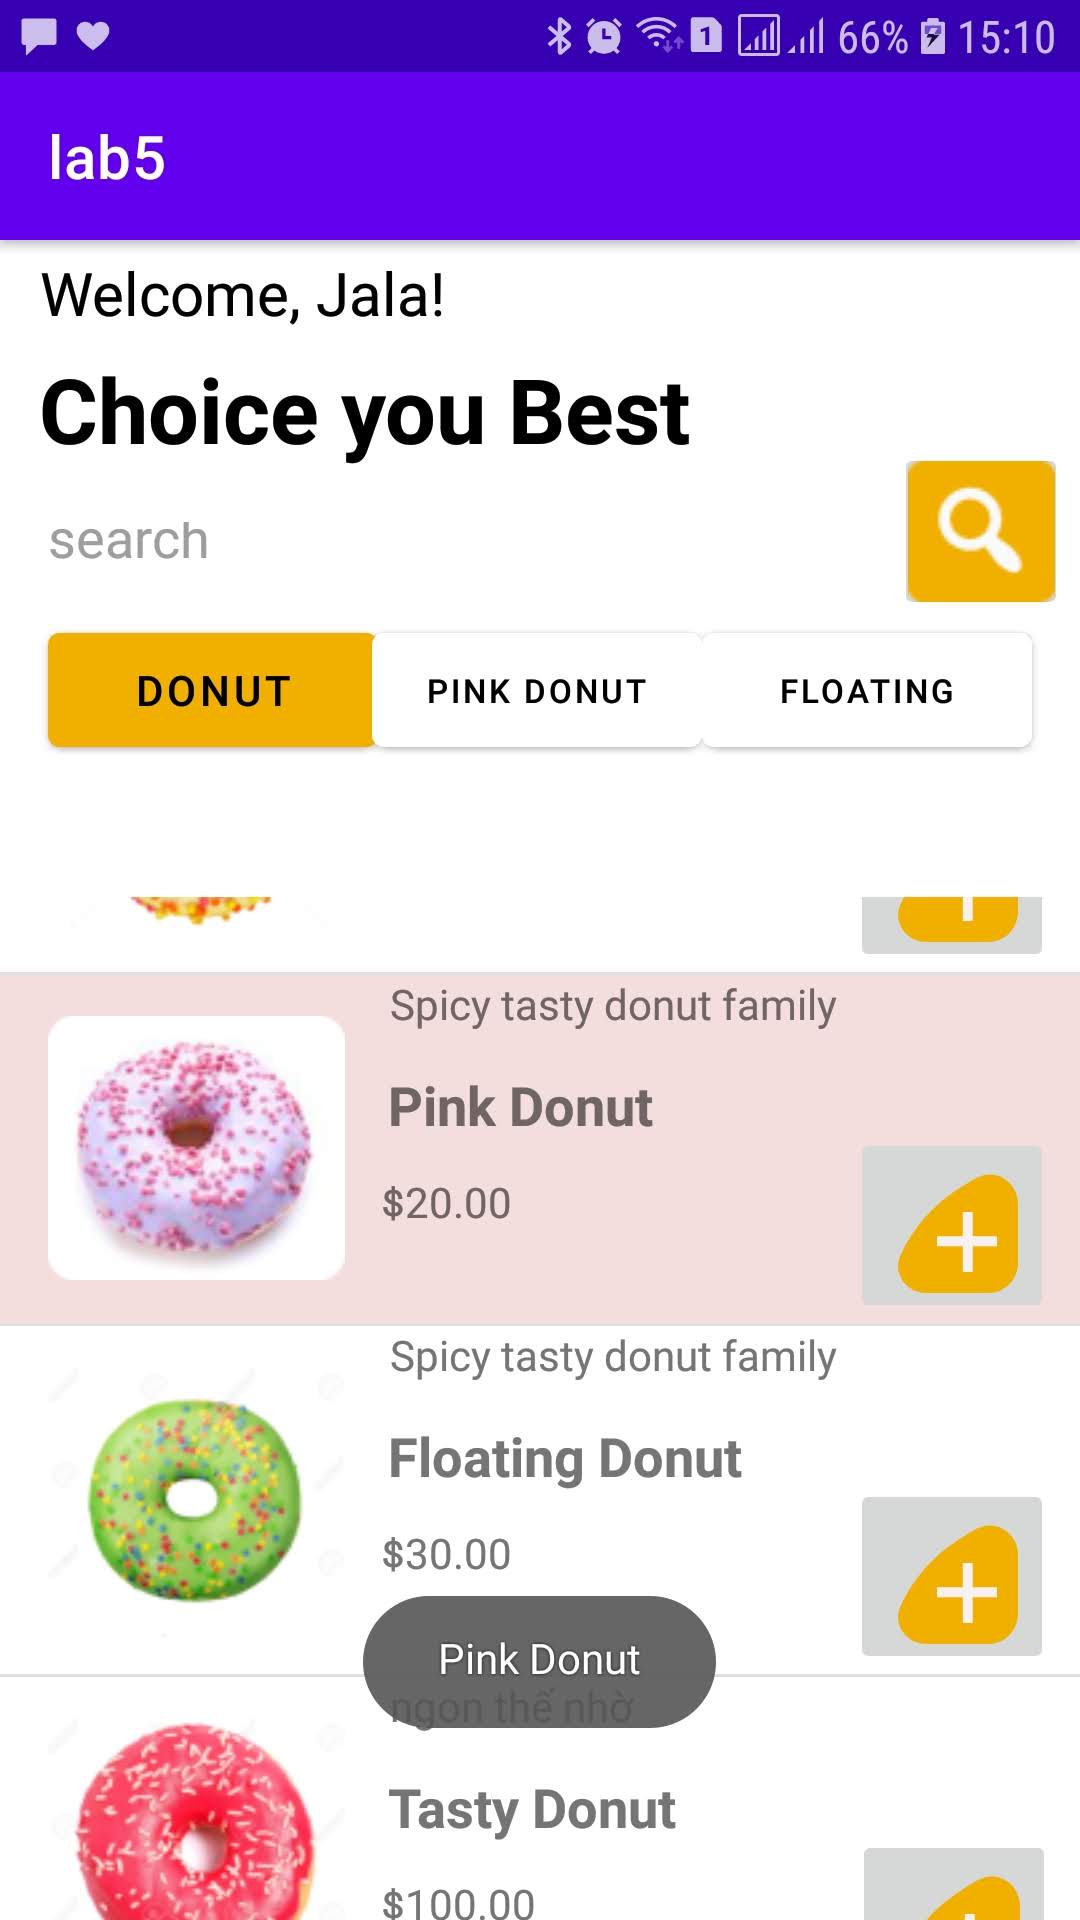 1 66% 15:10
lab5
Welcome, Jala!
Choice you Best
search
DONUT PINK DONUT FLOATING
Spicy tasty donut family
Pink Donut
$20.00
Spicy tasty donut family
Floating Donut
$30.00
Pink Donut
ngon thế nhờ
Tasty Donut
$100.00